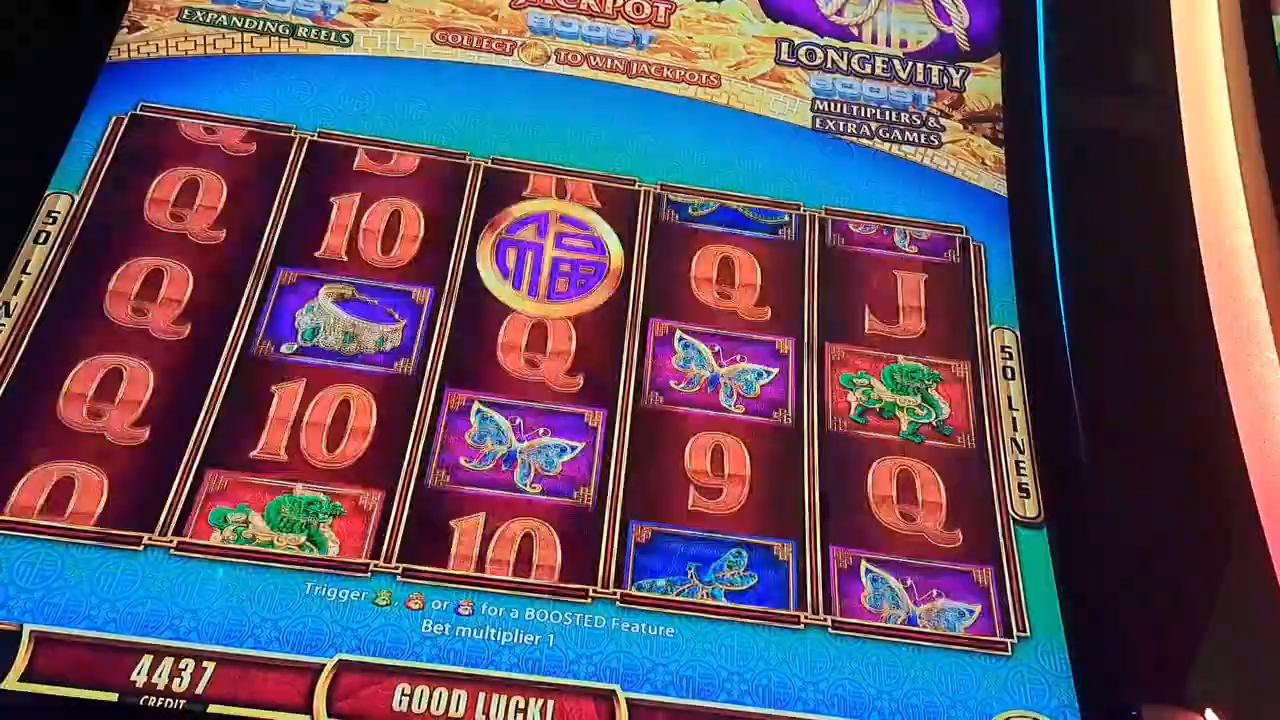 BOOST
EXPANDING REELS
JACKPOT
BOOST
COLLECT TO WIN JACKPOTS
LONGEVITY
BOOST
MULTIPLIERS &
EXTRA GAMES
50 LINES
Q
10
福
Q
J
Q
Q
Q
10
9
Q
Q
10
50 LINES
Trigger , or for a BOOSTED Feature
Bet multiplier 1
4437
CREDIT
GOOD LUCK!